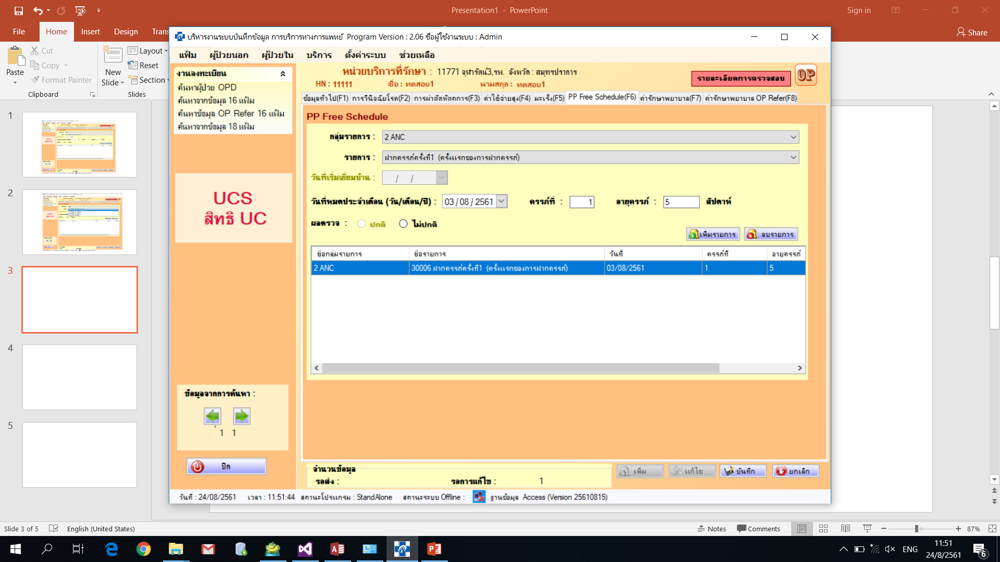 Presentation1 - PowerPoint
Sign in
File Home Insert Design Share
บริหารงานระบบบันทึกข้อมูล การบริการทางการแพทย์ Program Version : 2.06 ชื่อผู้ใช้งานระบบ : Admin
Paste
Cut
Copy
Format Painter
Clipboard
New
Slide
Layout
Reset
Section
Slides
แฟ้ม ผู้ป่วยนอก ผู้ป่วยใน บริการ ตั้งค่าระบบ ช่วยเหลือ
งานลงทะเบียน
ค้นหาผู้ป่วย OPD
ค้นหาจากข้อมูล 16 แฟ้ม
ค้นหาข้อมูล OP Refer 16 แฟ้ม
ค้นหาจากข้อมูล 18 แฟ้ม
หน่วยบริการที่รักษา : 11771 จุฬารัตน์3,รพ. จังหวัด : สมุทรปราการ
HN : 11111 ชื่อ : ทดสอบ1 นามสกุล : ทดสอบ1
รายละเอียดการตรวจสอบ
OP
ข้อมูลทั่วไป(F1) การวินิจฉัยโรค(F2) การผ่าตัดหัตถการ(F3) ค่าใช้จ่ายสูง(F4) มะเร็ง(F5) PP Free Schedule(F6) ค่ารักษาพยาบาล(F7) ค่ารักษาพยาบาล OP Refer(F8)
PP Free Schedule
กลุ่มรายการ : 2 ANC
รายการ : ฝากครรภ์ครั้งที่1 (ครั้งแรกของการฝากครรภ์)
วันที่เริ่มเยี่ยมบ้าน : / /
วันที่หมดประจำเดือน (วัน/เดือน/ปี) : 03 / 08 / 2561 ครรภ์ที่ : 1 อายุครรภ์ : 5 สัปดาห์
ผลตรวจ : ปกติ ไม่ปกติ
เพิ่มรายการ ลบรายการ
ชื่อกลุ่มรายการ ชื่อรายการ วันที่ ครรภ์ที่ อายุครรภ์
2 ANC 30006 ฝากครรภ์ครั้งที่1 (ครั้งแรกของการฝากครรภ์) 03/08/2561 1 5
UCS
สิทธิ UC
ข้อมูลจากการค้นหา :
1 1
ปิด
จำนวนข้อมูล
รอส่ง : รอการแก้ไข : 1
เพิ่ม แก้ไข บันทึก ยกเลิก
วันที่ : 24/08/2561 เวลา : 11:51:44 สถานะโปรแกรม : StandAlone สถานะระบบ Offline : ฐานข้อมูล Access (Version 25610815)
1
2
3
4
5
Slide 3 of 5 English (United States) Notes Comments 87%
ENG
11:51
24/8/2561
6